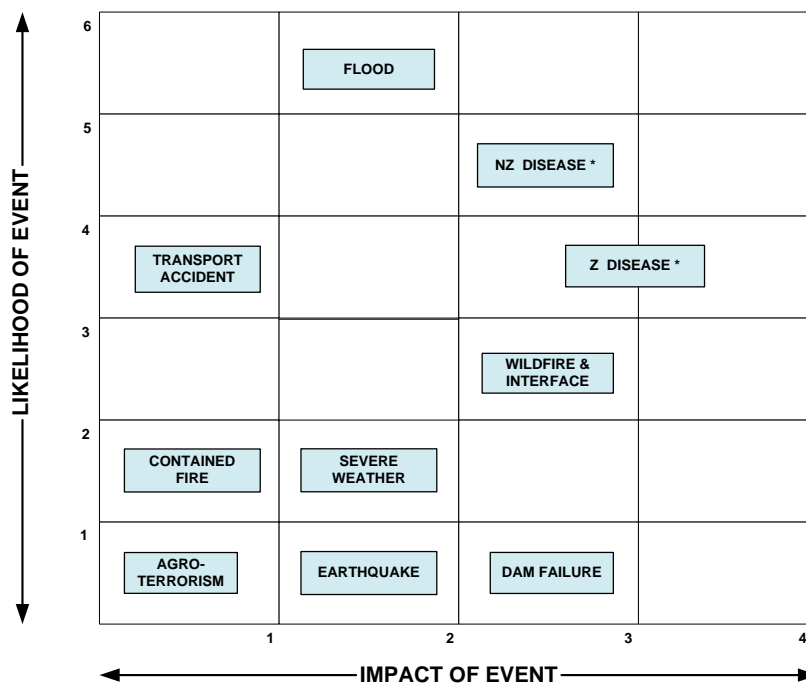 6
FLOOD
5
NZ DISEASE *
4
TRANSPORT
ACCIDENT
Z DISEASE *
3
WILDFIRE &
INTERFACE
2
CONTAINED
FIRE
SEVERE
WEATHER
1
AGRO-
TERRORISM
EARTHQUAKE
DAM FAILURE
1
2
3
4
LIKELIHOOD OF EVENT
IMPACT OF EVENT